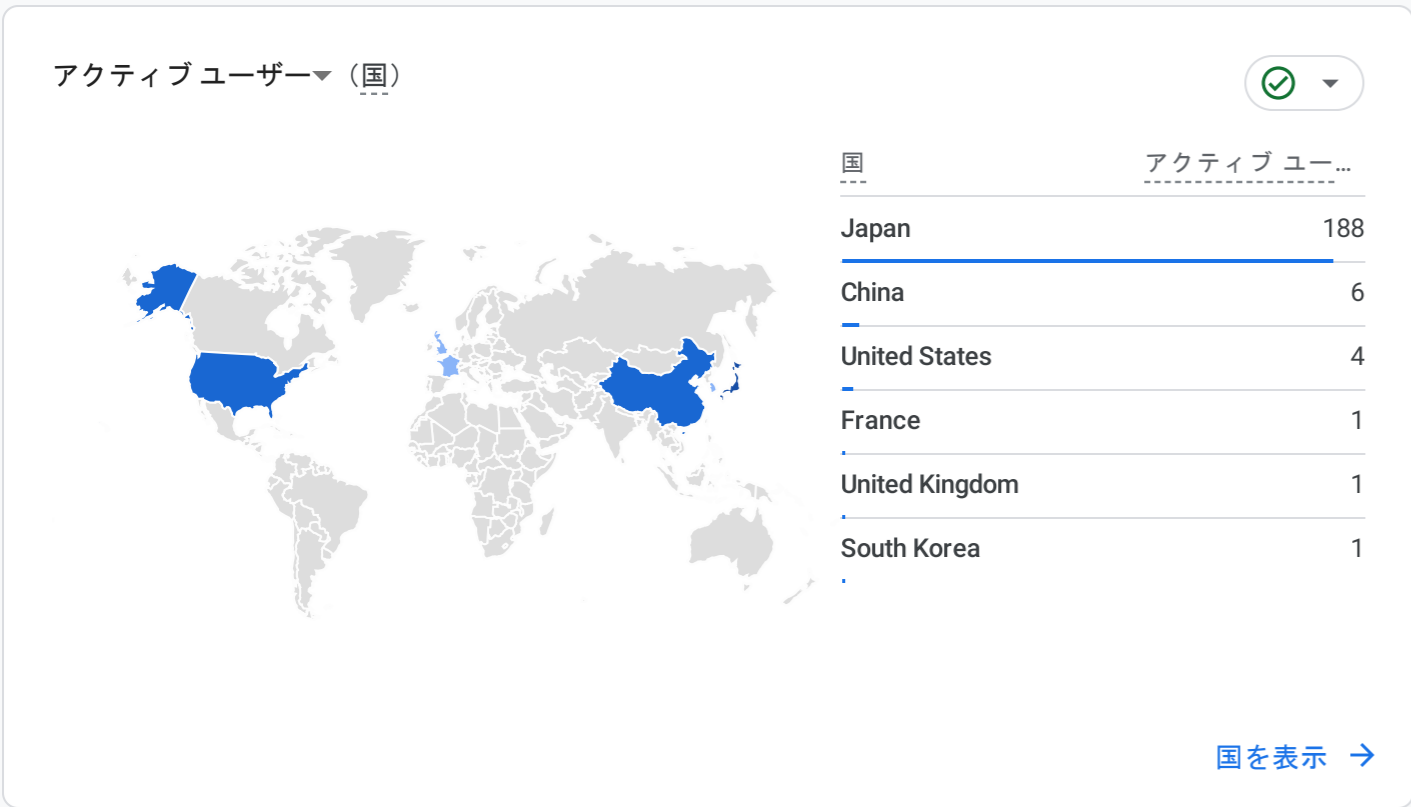 アクティブ ユーザー（国）
国 アクティブ ユー...
Japan 188
China 6
United States 4
France 1
United Kingdom 1
South Korea 1
国を表示